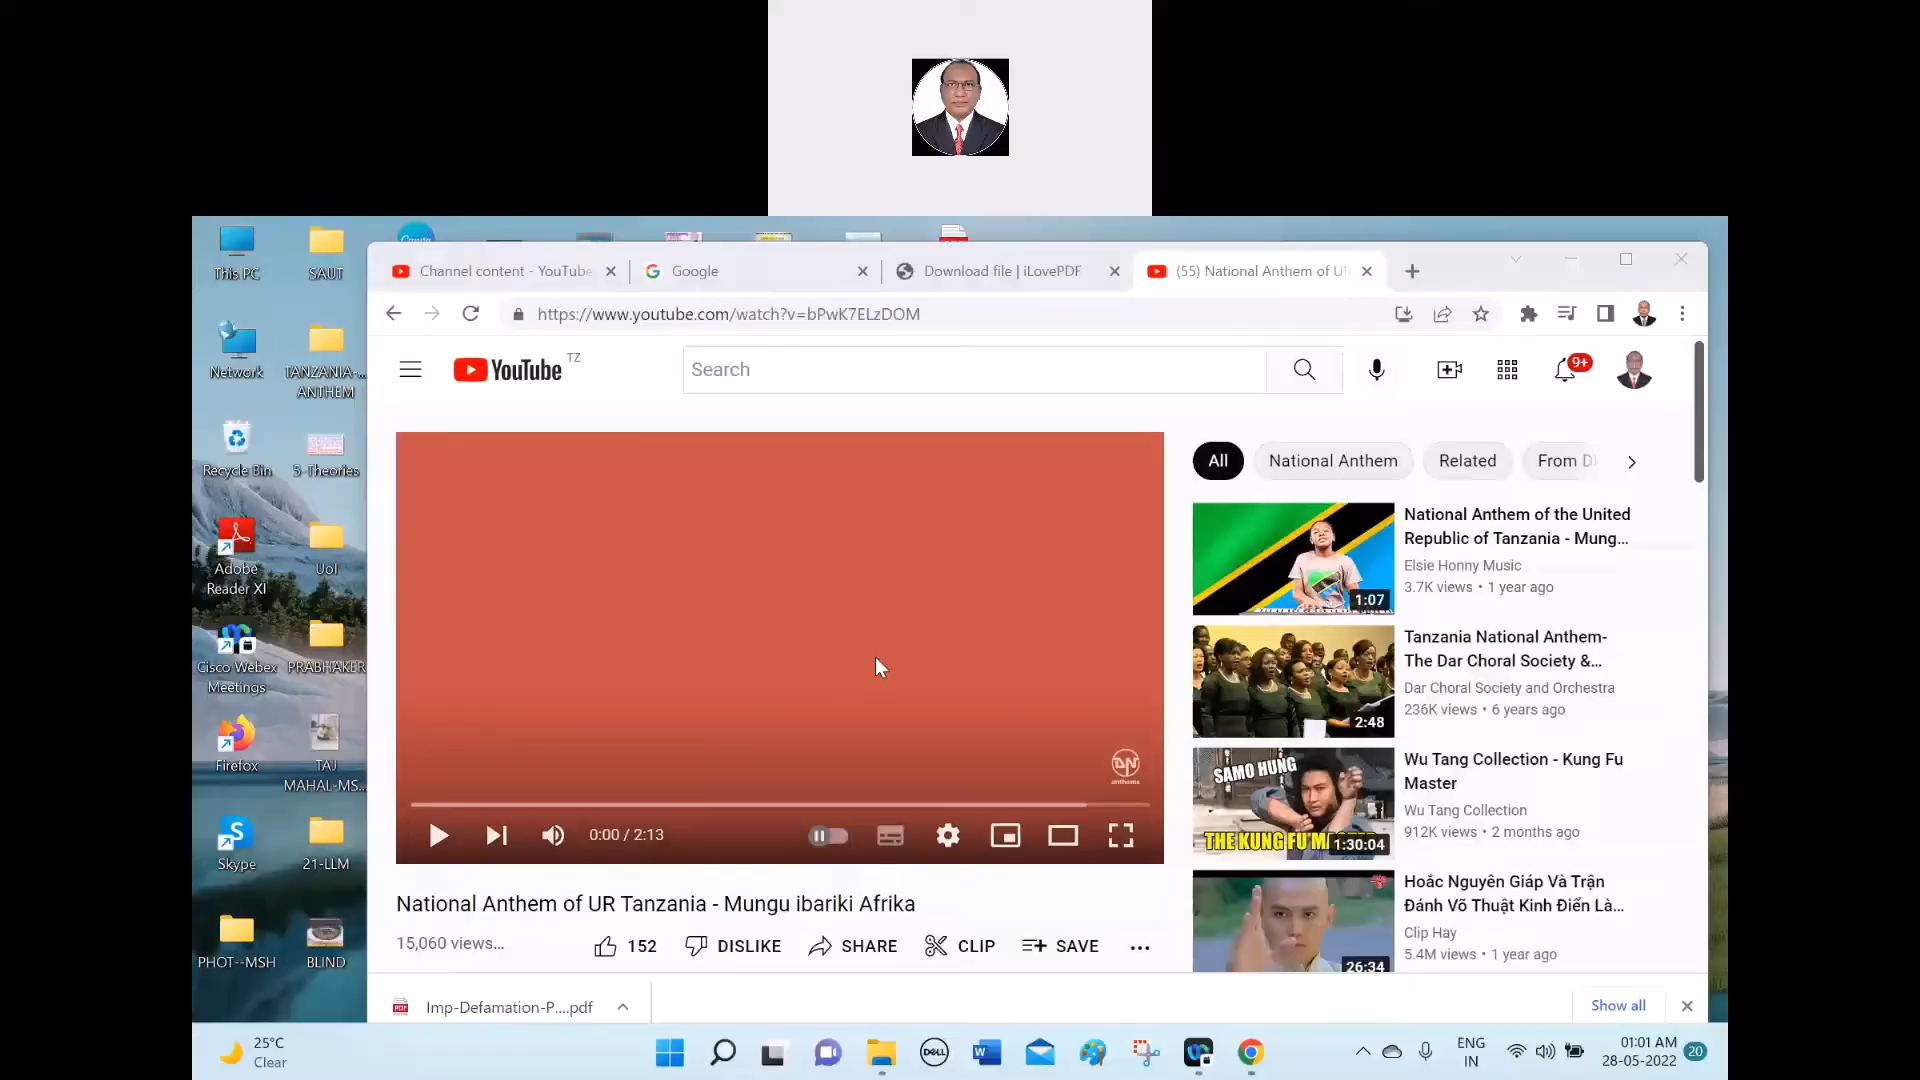 This PC
SAUT
Network
TANZANIA-...
ANTHEM
Recycle Bin
5-Theories
Adobe
Reader XI
UoI
Cisco Webex
Meetings
PRABHAKER
Firefox
TAJ
MAHAL-MS...
Skype
21-LLM
PHOT--MSH
BLIND
Channel content - YouTube
Google
Download file | iLovePDF
(55) National Anthem of UR
https://www.youtube.com/watch?v=bPwK7ELzDOM
YouTube TZ
Search
9+
anthems
0:00 / 2:13
National Anthem of UR Tanzania - Mungu ibariki Afrika
15,060 views...
152
DISLIKE
SHARE
CLIP
SAVE
All
National Anthem
Related
From D
1:07
National Anthem of the United
Republic of Tanzania - Mung...
Elsie Honny Music
3.7K views • 1 year ago
2:48
Tanzania National Anthem-
The Dar Choral Society &...
Dar Choral Society and Orchestra
236K views • 6 years ago
SAMO HUNG
THE KUNG FU
1:30:04
Wu Tang Collection - Kung Fu
Master
Wu Tang Collection
912K views • 2 months ago
26:34
Hoắc Nguyên Giáp Và Trận
Đánh Võ Thuật Kinh Điển Là...
Clip Hay
5.4M views • 1 year ago
Imp-Defamation-P....pdf
Show all
25°C
Clear
DELL
ENG
IN
01:01 AM
28-05-2022
20